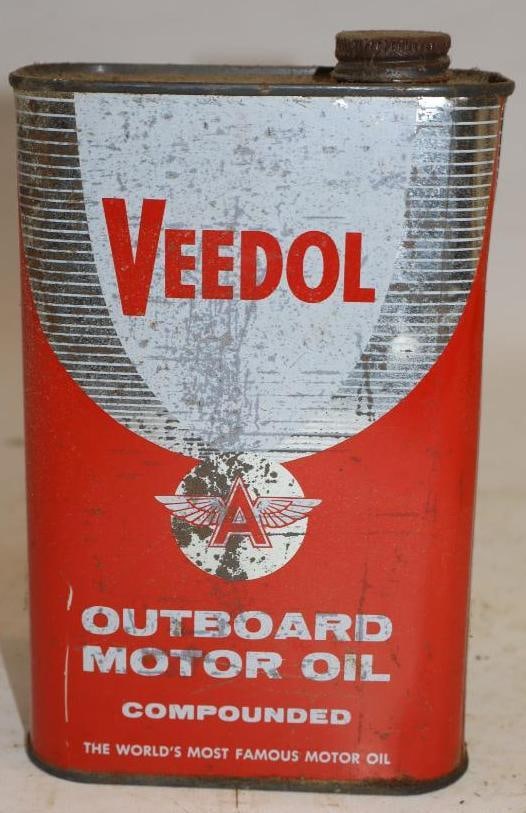 VEEDOL
A
OUTBOARD
MOTOR OIL
COMPOUNDED
THE WORLD'S MOST FAMOUS MOTOR OIL